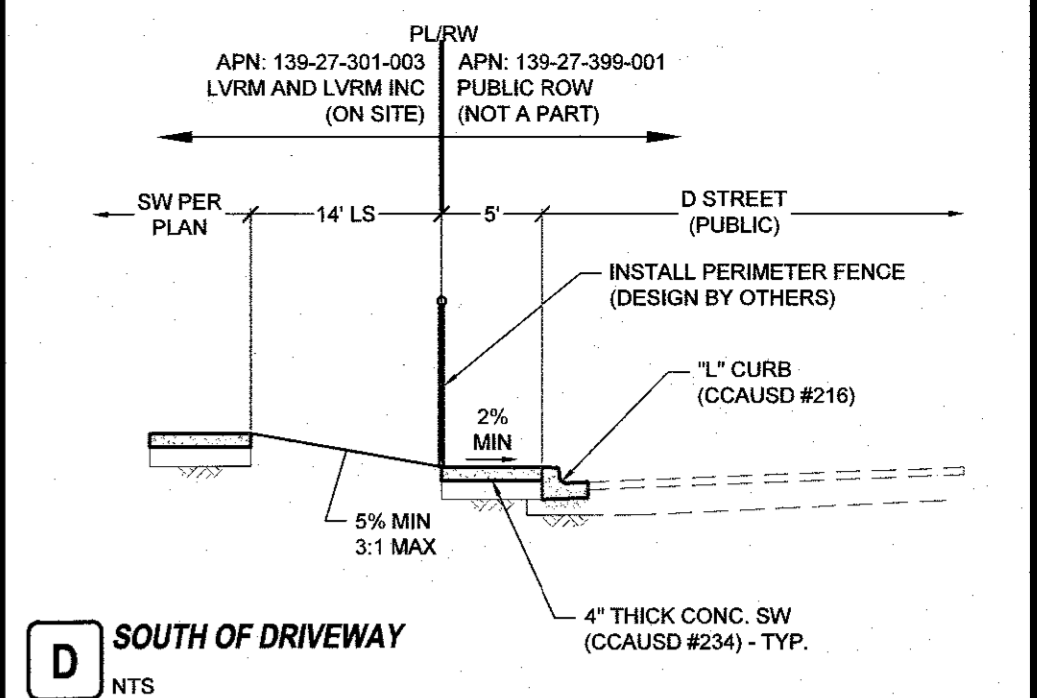 PL/RW
APN: 139-27-301-003
LVRM AND LVRM INC
(ON SITE)
APN: 139-27-399-001
PUBLIC ROW
(NOT A PART)
SW PER
PLAN
14' LS
5'
D STREET
(PUBLIC)
INSTALL PERIMETER FENCE
(DESIGN BY OTHERS)
"L" CURB
(CCAUSD #216)
2%
MIN
5% MIN
3:1 MAX
4" THICK CONC. SW
(CCAUSD #234) - TYP.
D
SOUTH OF DRIVEWAY
NTS